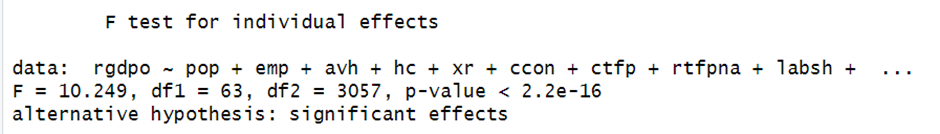 F test for individual effects
data:  rgdpo ~ pop + emp + avh + hc + xr + ccon + ctfp + rtfpna + labsh +  ...
F = 10.249, df1 = 63, df2 = 3057, p-value < 2.2e-16
alternative hypothesis: significant effects